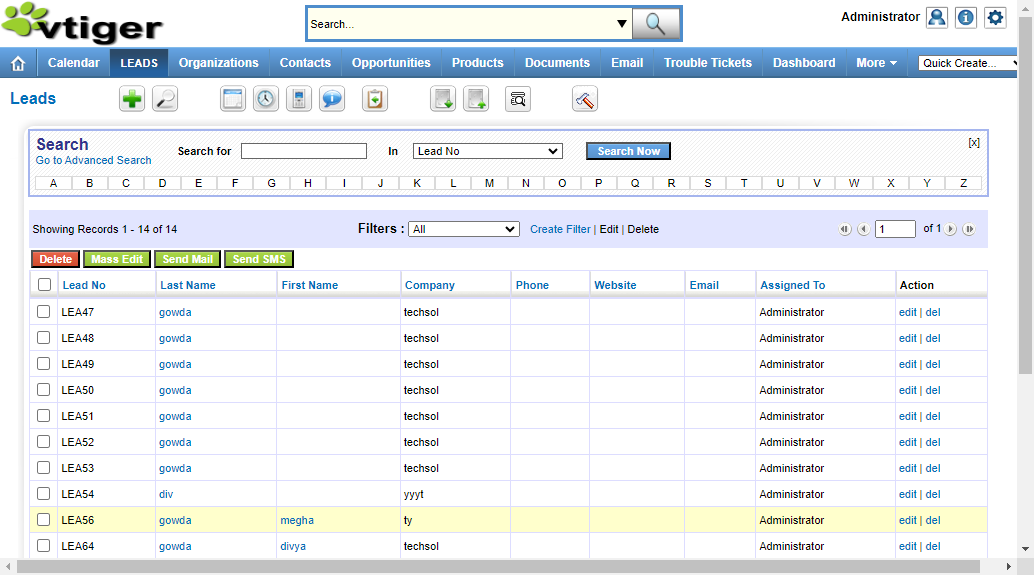 vtiger
Search...
Administrator
Calendar LEADS Organizations Contacts Opportunities Products Documents Email Trouble Tickets Dashboard More Quick Create...
Leads
Search
Go to Advanced Search
Search for In Lead No Search Now [x]
A B C D E F G H I J K L M N O P Q R S T U V W X Y Z
Showing Records 1 - 14 of 14 Filters : All Create Filter | Edit | Delete 1 of 1
Delete Mass Edit Send Mail Send SMS
Lead No Last Name First Name Company Phone Website Email Assigned To Action
LEA47 gowda techsol Administrator edit | del
LEA48 gowda techsol Administrator edit | del
LEA49 gowda techsol Administrator edit | del
LEA50 gowda techsol Administrator edit | del
LEA51 gowda techsol Administrator edit | del
LEA52 gowda techsol Administrator edit | del
LEA53 gowda techsol Administrator edit | del
LEA54 div yyyt Administrator edit | del
LEA56 gowda megha ty Administrator edit | del
LEA64 gowda divya techsol Administrator edit | del